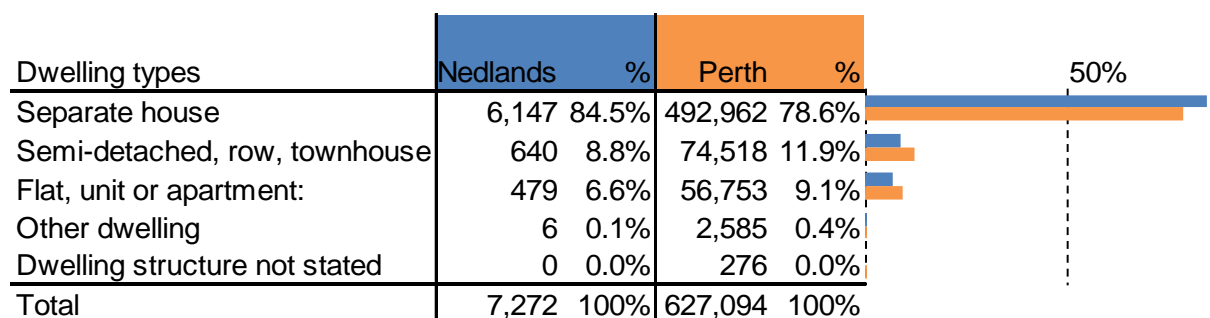 Dwelling types Nedlands % Perth % 50%
Separate house 6,147 84.5% 492,962 78.6%
Semi-detached, row, townhouse 640 8.8% 74,518 11.9%
Flat, unit or apartment: 479 6.6% 56,753 9.1%
Other dwelling 6 0.1% 2,585 0.4%
Dwelling structure not stated 0 0.0% 276 0.0%
Total 7,272 100% 627,094 100%